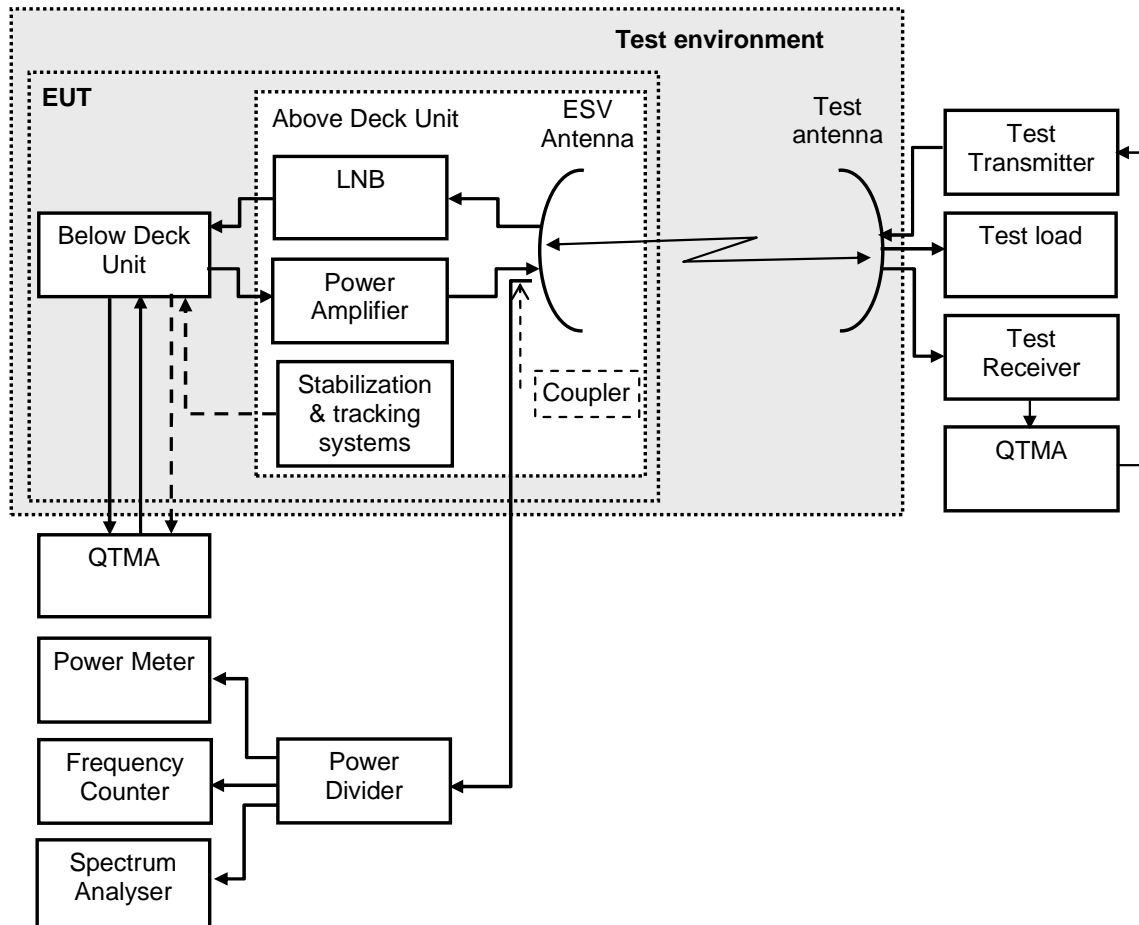 Test environment
EUT
Above Deck Unit
ESV
Antenna
Test
antenna
LNB
Below Deck
Unit
Power
Amplifier
Stabilization
& tracking
systems
Coupler
Test
Transmitter
Test load
Test
Receiver
QTMA
QTMA
Power Meter
Frequency
Counter
Power
Divider
Spectrum
Analyser